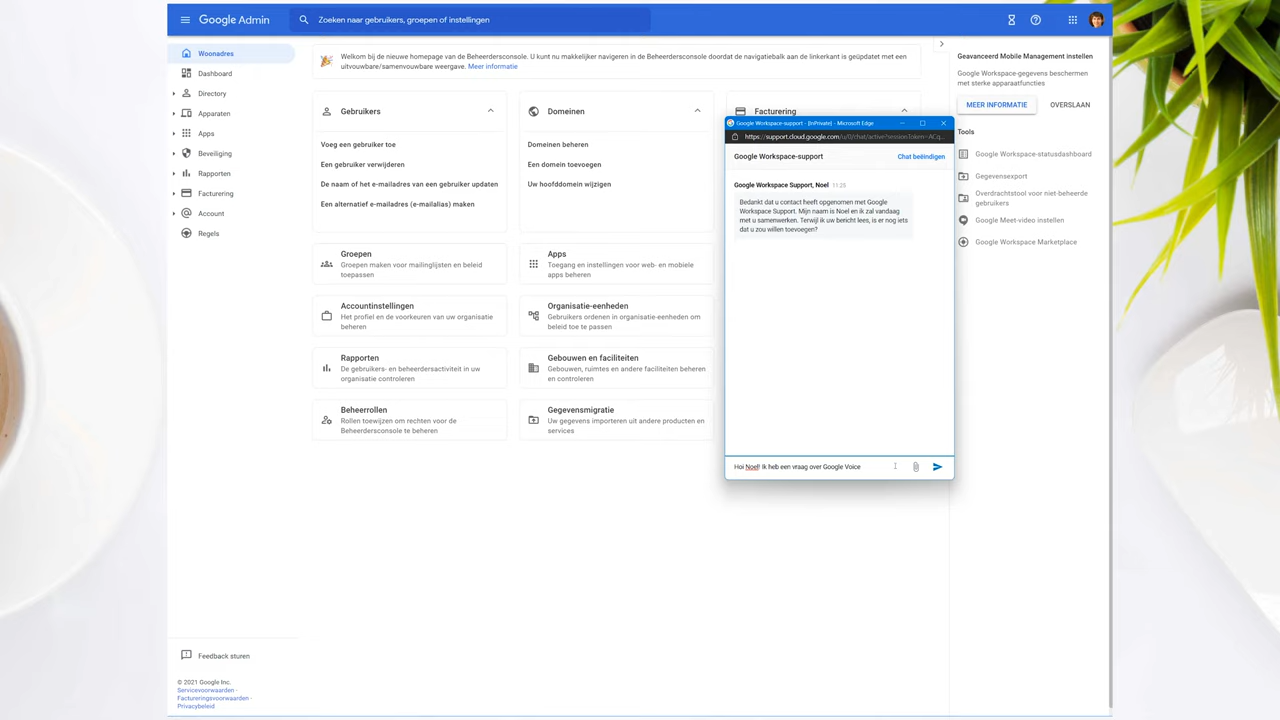 Google Admin
Zoeken naar gebruikers, groepen of instellingen
Woonadres
Dashboard
Directory
Apparaten
Apps
Beveiling
Rapporten
Facturering
Account
Regels
Feedback sturen
© 2021 Google Inc.
Servicevoorwaarden -
Factureringsvoorwaarden -
Privacybeleid
Welkom bij de nieuwe homepage van de Beheerdersconsole. U kunt nu makkelijker navigeren in de Beheerdersconsole doordat de navigatiebalk aan de linkerkant is geüpdatet met een
uitvouwbare/samenvouwbare weergave. Meer informatie
Gebruikers
Voeg een gebruiker toe
Een gebruiker verwijderen
De naam of het e-mailadres van een gebruiker updaten
Een alternatief e-mailadres (e-mailalias) maken
Domeinen
Domeinen beheren
Een domein toevoegen
Uw hoofddomein wijzigen
Facturering
Groepen
Groepen maken voor mailinglijsten en beleid
toepassen
Apps
Toegang en instellingen voor web- en mobiele
apps beheren
Accountinstellingen
Het profiel en de voorkeuren van uw organisatie
beheren
Organisatie-eenheden
Gebruikers ordenen in organisatie-eenheden om
beleid toe te passen
Rapporten
De gebruikers- en beheerdersactiviteit in uw
organisatie controleren
Gebouwen en faciliteiten
Gebouwen, ruimtes en andere faciliteiten beheren
en controleren
Beheerrollen
Rollen toewijzen om rechten voor de
Beheerdersconsole te beheren
Gegevensmigratie
Uw gegevens importeren uit andere producten en
services
Google Workspace-support - [InPrivate] - Microsoft Edge
https://support.cloud.google.com/u/0/chat/active?sessionToken=ACq...
Google Workspace-support
Chat beëindigen
Google Workspace Support, Noel 11:25
Bedankt dat u contact heeft opgenomen met Google
Workspace Support. Mijn naam is Noel en ik zal vandaag
met u samenwerken. Terwijl ik uw bericht lees, is er nog iets
dat u zou willen toevoegen?
Hoi Noel! Ik heb een vraag over Google Voice
Geavanceerd Mobile Management instellen
Google Workspace-gegevens beschermen
met sterke apparaatfuncties
MEER INFORMATIE
OVERSLAAN
Tools
Google Workspace-statusdashboard
Gegevensexport
Overdrachtstool voor niet-beheerde
gebruikers
Google Meet-video instellen
Google Workspace Marketplace